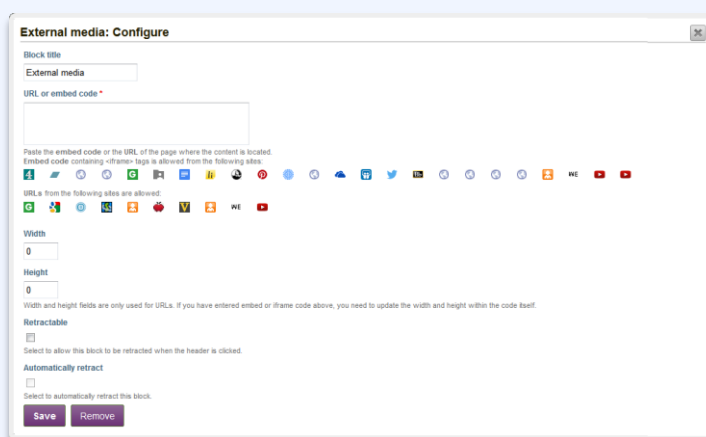 External media: Configure
Block title
External media
URL or embed code *
Paste the embed code or the URL of the page where the content is located.
Embed code containing <iframe> tags is allowed from the following sites:
URLs from the following sites are allowed:
Width
0
Height
0
Width and height fields are only used for URLs. If you have entered embed or iframe code above, you need to update the width and height within the code itself.
Retractable
Select to allow this block to be retracted when the header is clicked.
Automatically retract
Select to automatically retract this block.
Save Remove